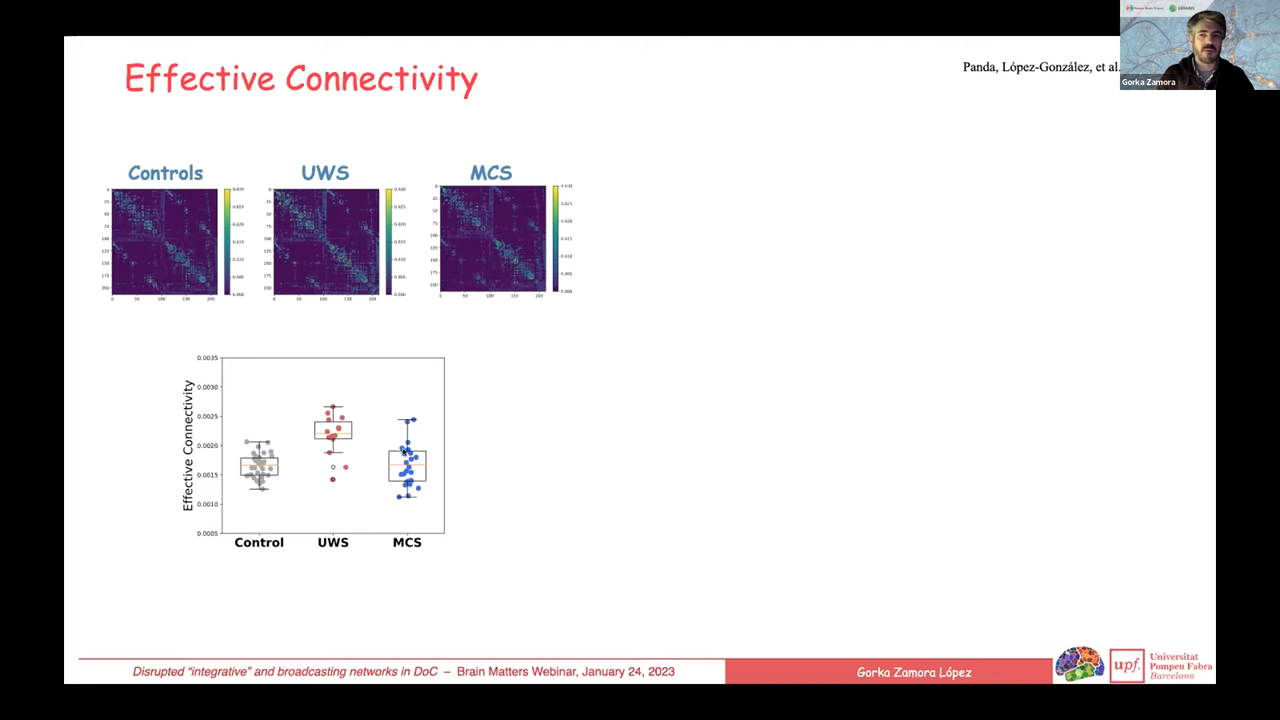 Effective Connectivity
Panda, López-González, et al.
Gorka Zamora
Controls
UWS
MCS
Effective Connectivity
0.0035
0.0030
0.0025
0.0020
0.0015
0.0010
0.0005
Control
UWS
MCS
Disrupted “integrative” and broadcasting networks in DoC – Brain Matters Webinar, January 24, 2023
Gorka Zamora López
upf.
Universitat
Pompeu Fabra
Barcelona